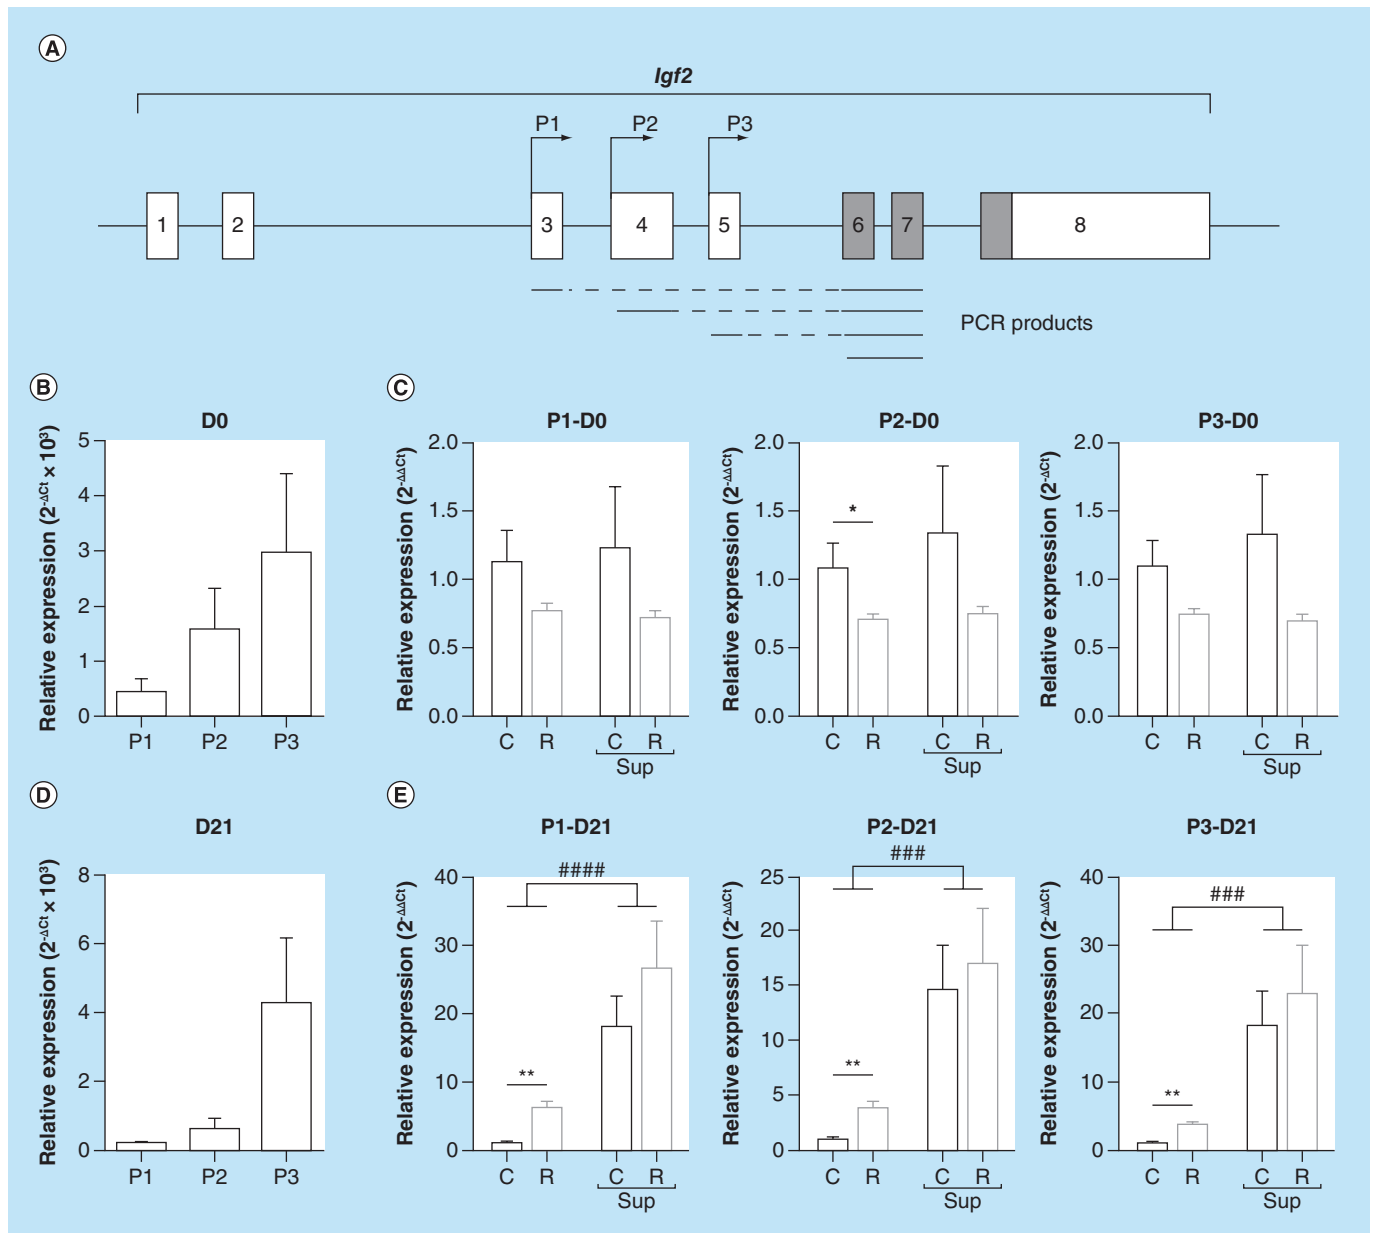 A
Igf2
P1 P2 P3
1 2 3 4 5 6 7 8
PCR products
B
D0
Relative expression (2-ΔCt × 10³)
5
4
3
2
1
0
P1 P2 P3
C
P1-D0
Relative expression (2-ΔΔCt)
2.0
1.5
1.0
0.5
0.0
C R C R
Sup
P2-D0
Relative expression (2-ΔΔCt)
2.0
1.5
1.0
0.5
0.0
*
C R C R
Sup
P3-D0
Relative expression (2-ΔΔCt)
2.0
1.5
1.0
0.5
0.0
C R C R
Sup
D
D21
Relative expression (2-ΔCt × 10³)
8
6
4
2
0
P1 P2 P3
E
P1-D21
Relative expression (2-ΔΔCt)
####
40
30
20
10
0
**
C R C R
Sup
P2-D21
Relative expression (2-ΔΔCt)
###
25
20
15
10
5
0
**
C R C R
Sup
P3-D21
Relative expression (2-ΔΔCt)
###
40
30
20
10
0
**
C R C R
Sup